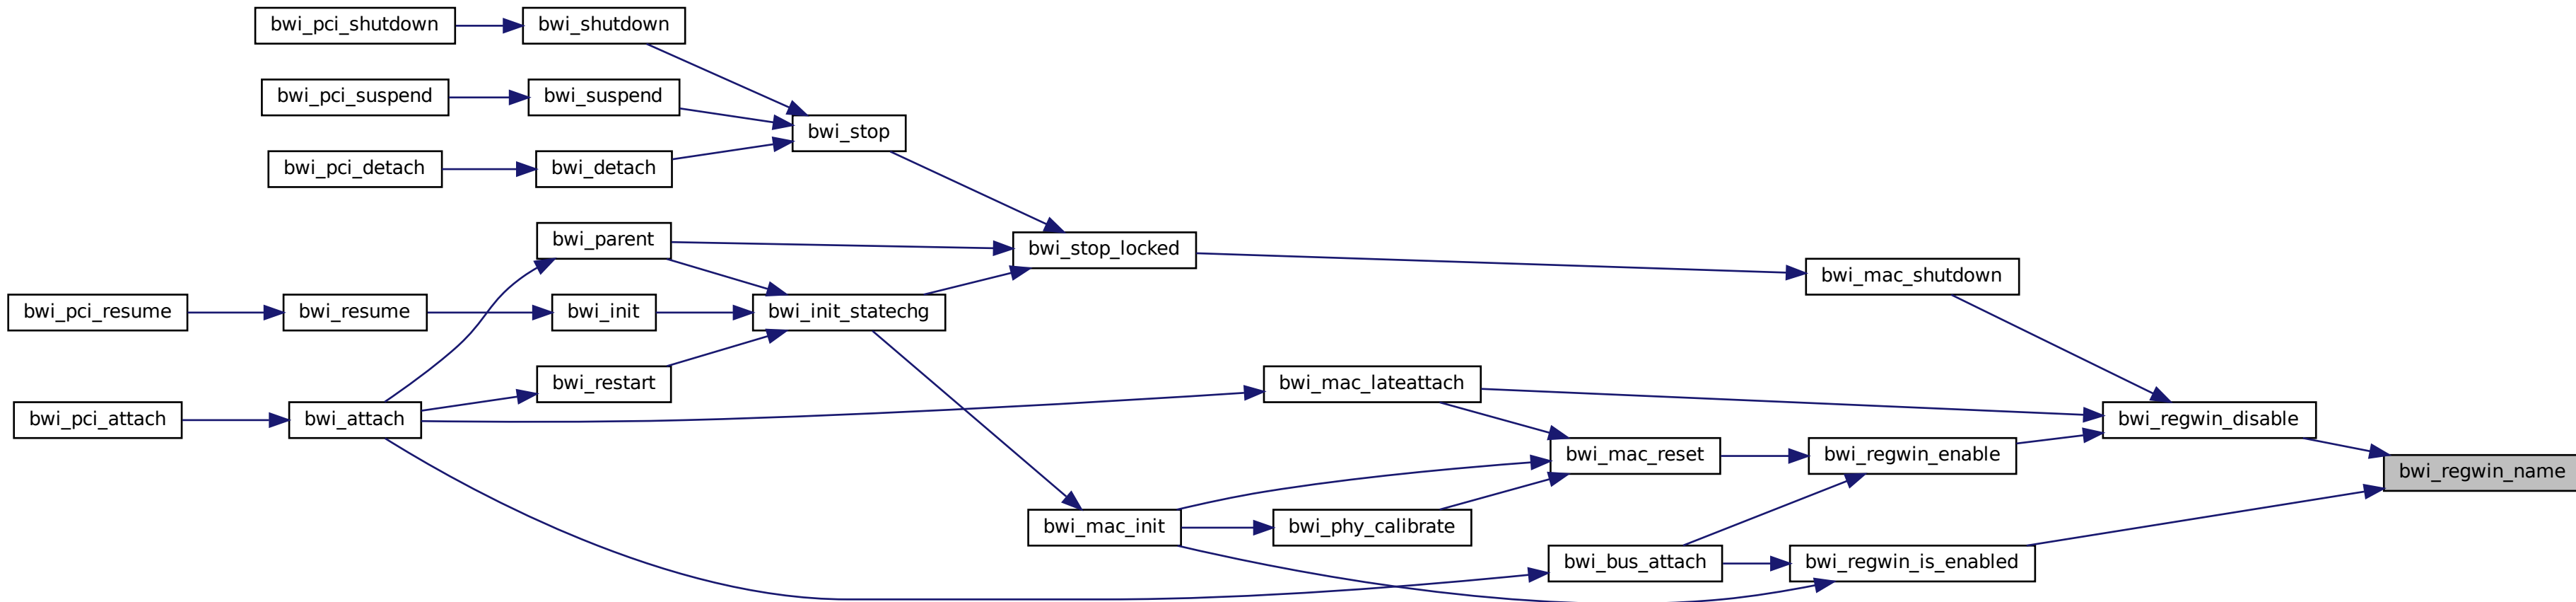 bwi_pci_shutdown
bwi_shutdown
bwi_pci_suspend
bwi_suspend
bwi_stop
bwi_pci_detach
bwi_detach
bwi_parent
bwi_stop_locked
bwi_mac_shutdown
bwi_pci_resume
bwi_resume
bwi_init
bwi_init_statechg
bwi_restart
bwi_mac_lateattach
bwi_pci_attach
bwi_attach
bwi_regwin_disable
bwi_mac_reset
bwi_regwin_enable
bwi_regwin_name
bwi_mac_init
bwi_phy_calibrate
bwi_bus_attach
bwi_regwin_is_enabled